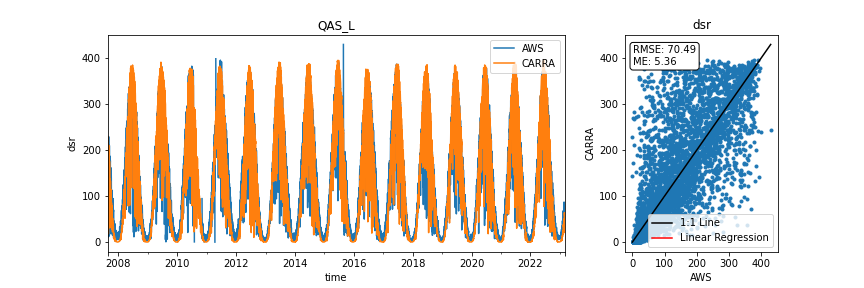 QAS_L
dsr
400
300
200
100
0
dsr
AWS
CARRA
2008
2010
2012
2014
2016
2018
2020
2022
time
dsr
RMSE: 70.49
ME: 5.36
400
300
200
100
0
CARRA
1:1 Line
Linear Regression
0
100
200
300
400
AWS